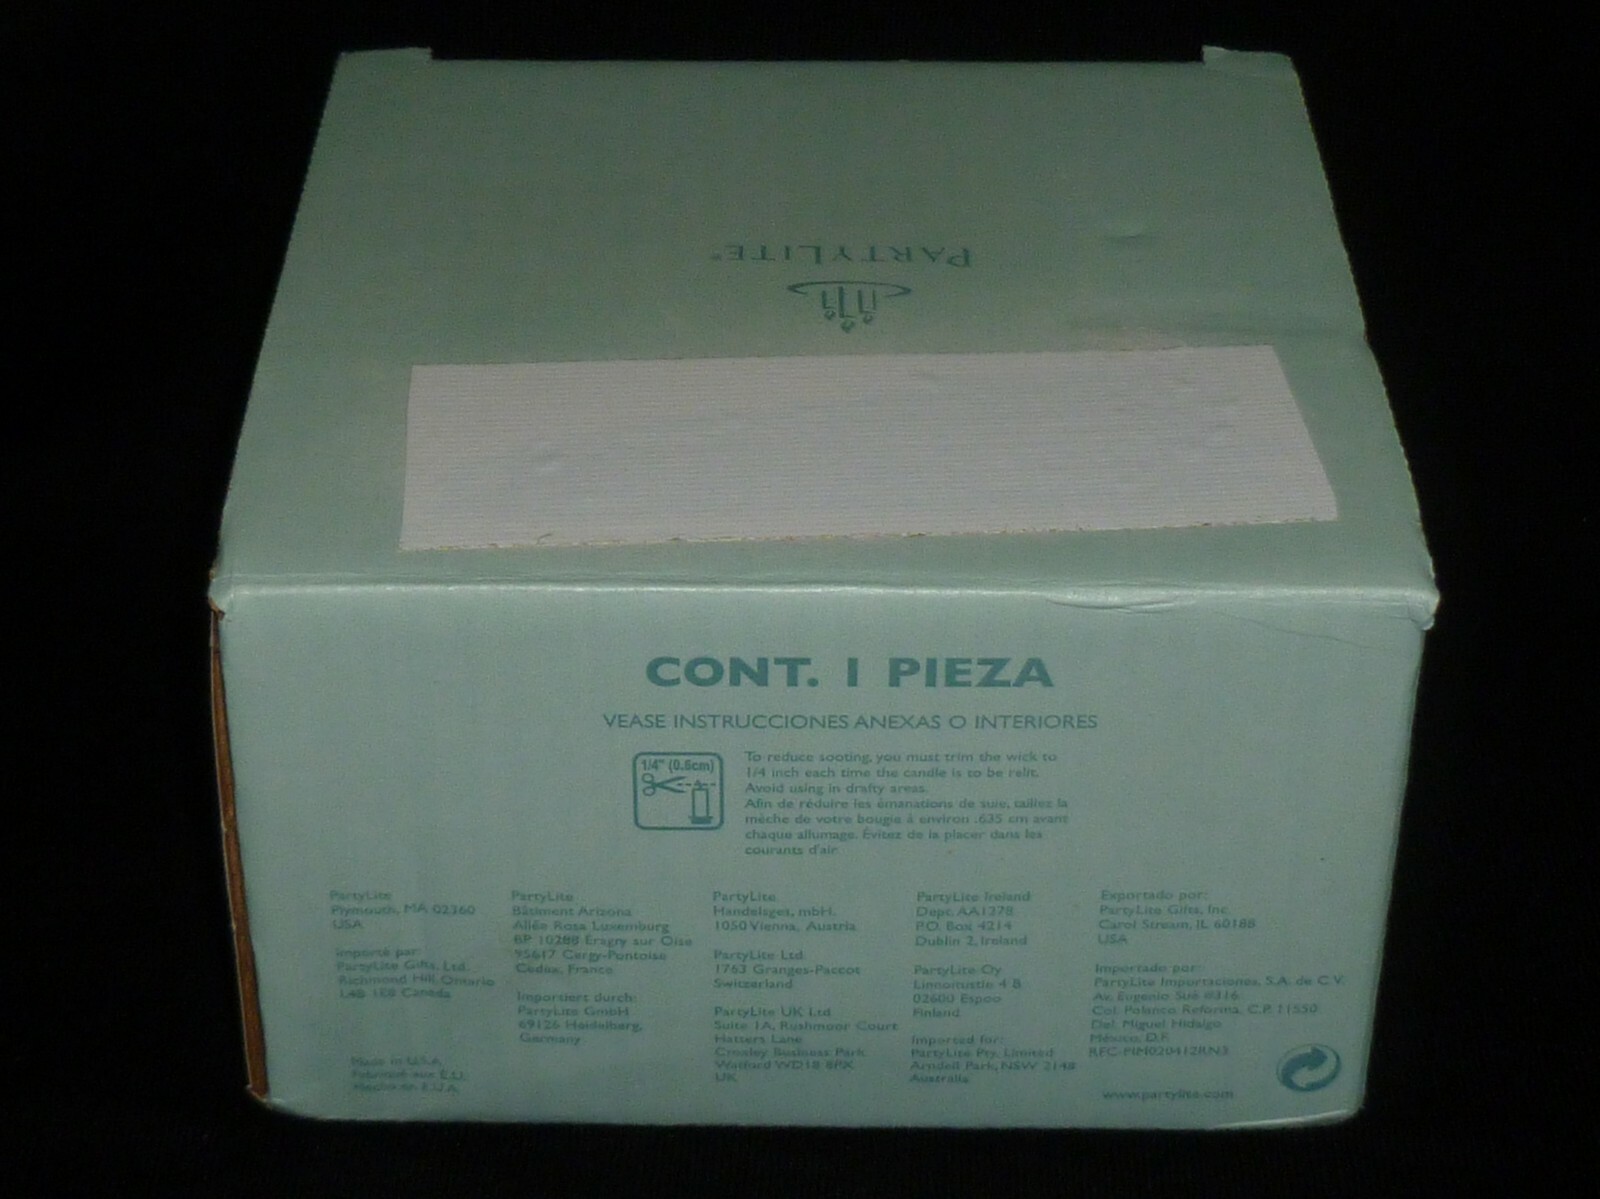 PARTYLITE®
CONT. 1 PIEZA
VEASE INSTRUCCIONES ANEXAS O INTERIORES
1/4" (0.6cm)
To reduce sooting, you must trim the wick to
1/4 inch each time the candle is to be relit.
Avoid using in drafty areas.
Afin de réduire les émanations de suie, taillez la
mèche de votre bougie à environ .635 cm avant
chaque allumage. Évitez de la placer dans les
courants d'air.
PartyLite
Plymouth, MA 02360
USA
Importé par:
PartyLite Gifts, Ltd.
Richmond Hill, Ontario
L4B 1E8 Canada
Made in U.S.A.
Fabriqué aux É.U.
Hecho en E.U.A.
PartyLite
Bâtiment Arizona
Allée Rosa Luxemburg
BP 10288 Eragny sur Oise
95617 Cergy-Pontoise
Cedex, France
Importiert durch:
PartyLite GmbH
69126 Heidelberg,
Germany
PartyLite
Handelsges, mbH.
1050 Vienna, Austria
PartyLite Ltd.
1763 Granges-Paccot
Switzerland
PartyLite UK Ltd
Suite 1A, Rushmoor Court
Hatters Lane
Croxley Business Park
Watford WD18 8PX
UK
PartyLite Ireland
Dept. AA1278
P.O. Box 4214
Dublin 2, Ireland
PartyLite Oy
Linnoitustie 4 B
02600 Espoo
Finland
Imported for:
PartyLite Pty. Limited
Arndell Park, NSW 2148
Australia
Exportado por:
PartyLite Gifts, Inc.
Carol Stream, IL 60188
USA
Importado por:
PartyLite Importaciones, S.A. de C.V.
Av. Eugenio Sue #316
Col. Polanco Reforma, C.P. 11550
Del. Miguel Hidalgo
México, D.F.
RFC-PIM020412RN3
www.partylite.com